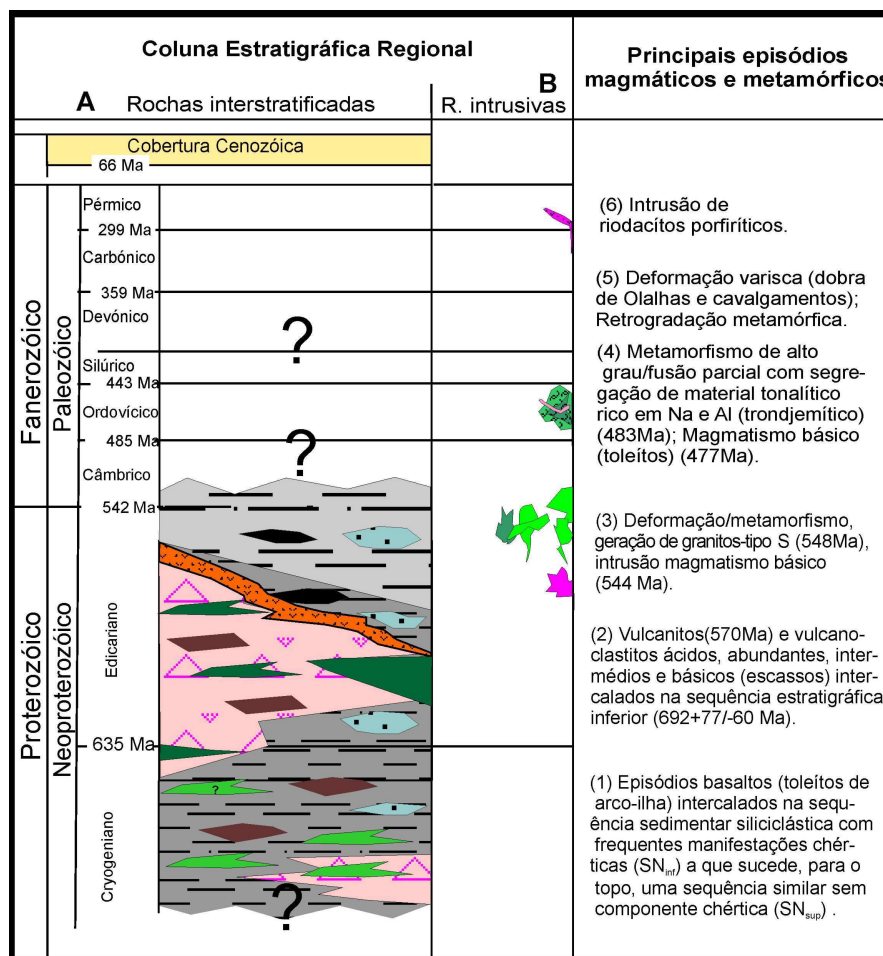 Coluna Estratigráfica Regional
A
Rochas interstratificadas
B
R. intrusivas
Principais episódios
magmáticos e metamórficos
Cobertura Cenozóica
66 Ma
Fanerozóico
Paleozóico
Pérmico
299 Ma
Carbónico
359 Ma
Devónico
?
Silúrico
443 Ma
Ordovícico
485 Ma
?
Câmbrico
542 Ma
Proterozóico
Neoproterozóico
Edicariano
635 Ma
Cryogeniano
?
?
(6) Intrusão de
riodacítos porfiríticos.
(5) Deformação varisca (dobra
de Olalhas e cavalgamentos);
Retrogradação metamórfica.
(4) Metamorfismo de alto
grau/fusão parcial com segre-
gação de material tonalítico
rico em Na e Al (trondjemítico)
(483Ma); Magmatismo básico
(toleítos) (477Ma).
(3) Deformação/metamorfismo,
geração de granitos-tipo S (548Ma),
intrusão magmatismo básico
(544 Ma).
(2) Vulcanitos(570Ma) e vulcano-
clastitos ácidos, abundantes, inter-
médios e básicos (escassos) inter-
calados na sequência estratigráfica
inferior (692+77/-60 Ma).
(1) Episódios basaltos (toleítos de
arco-ilha) intercalados na sequ-
ência sedimentar siliciclástica com
frequentes manifestações chér-
ticas (SNinf) a que sucede, para o
topo, uma sequência similar sem
componente chértica (SNsup) .